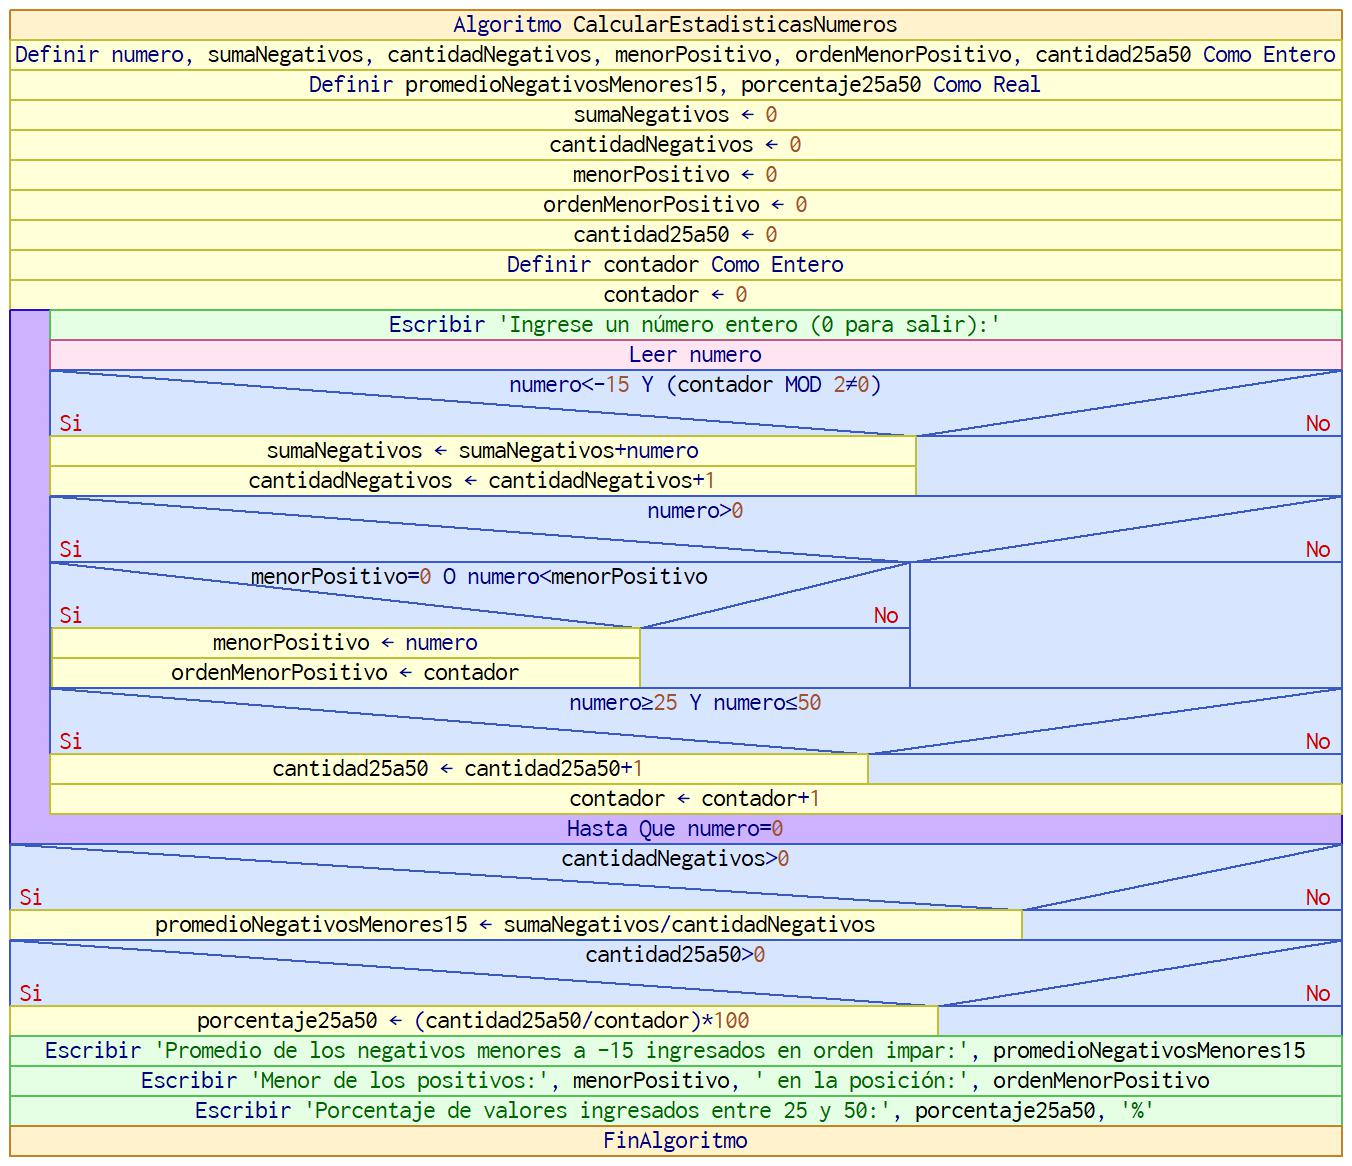 Algoritmo CalcularEstadisticasNumeros
Definir numero, sumaNegativos, cantidadNegativos, menorPositivo, ordenMenorPositivo, cantidad25a50 Como Entero
Definir promedioNegativosMenores15, porcentaje25a50 Como Real
sumaNegativos ← 0
cantidadNegativos ← 0
menorPositivo ← 0
ordenMenorPositivo ← 0
cantidad25a50 ← 0
Definir contador Como Entero
contador ← 0
Escribir 'Ingrese un número entero (0 para salir):'
Leer numero
numero<-15 Y (contador MOD 2≠0)
Si No
sumaNegativos ← sumaNegativos+numero
cantidadNegativos ← cantidadNegativos+1
numero>0
Si No
menorPositivo=0 O numero<menorPositivo
Si No
menorPositivo ← numero
ordenMenorPositivo ← contador
numero≥25 Y numero≤50
Si No
cantidad25a50 ← cantidad25a50+1
contador ← contador+1
Hasta Que numero=0
cantidadNegativos>0
Si No
promedioNegativosMenores15 ← sumaNegativos/cantidadNegativos
cantidad25a50>0
Si No
porcentaje25a50 ← (cantidad25a50/contador)*100
Escribir 'Promedio de los negativos menores a -15 ingresados en orden impar:', promedioNegativosMenores15
Escribir 'Menor de los positivos:', menorPositivo, ' en la posición:', ordenMenorPositivo
Escribir 'Porcentaje de valores ingresados entre 25 y 50:', porcentaje25a50, '%'
FinAlgoritmo